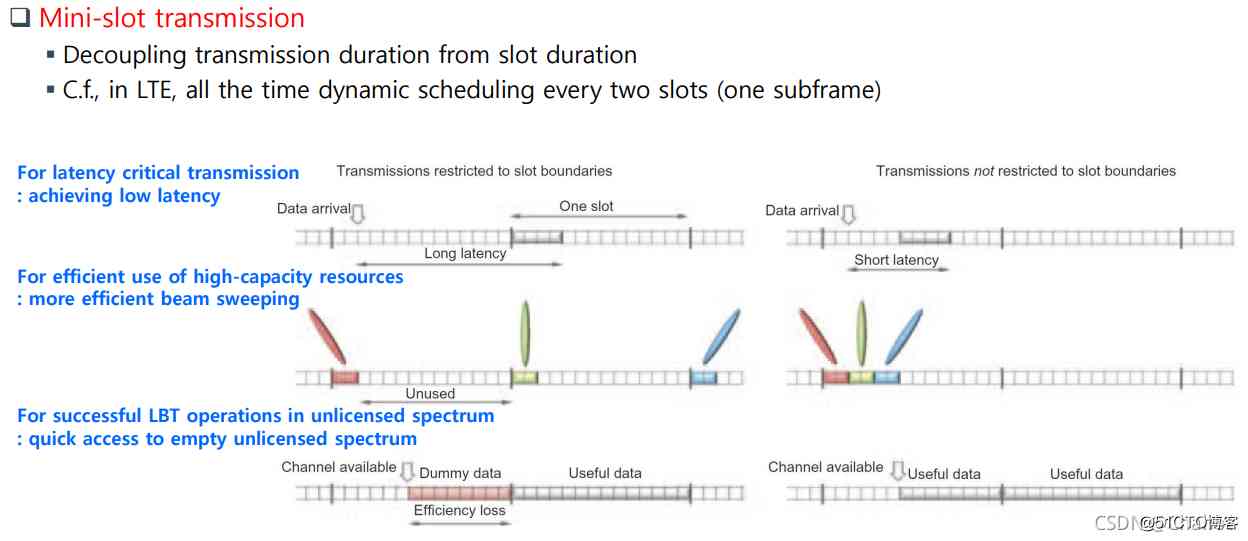 Mini-slot transmission
Decoupling transmission duration from slot duration
C.f., in LTE, all the time dynamic scheduling every two slots (one subframe)
For latency critical transmission
: achieving low latency
Transmissions restricted to slot boundaries
Transmissions not restricted to slot boundaries
Data arrival
One slot
Data arrival
Long latency
Short latency
For efficient use of high-capacity resources
: more efficient beam sweeping
Unused
For successful LBT operations in unlicensed spectrum
: quick access to empty unlicensed spectrum
Channel available
Dummy data
Useful data
Channel available
Useful data
Useful data
Efficiency loss
@51CTO博客